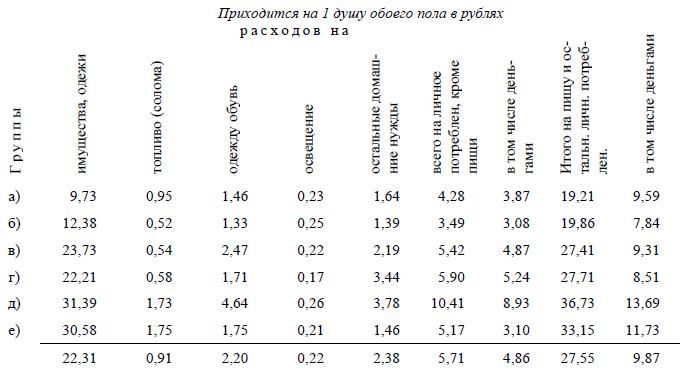 Приходится на 1 душу обоего пола в рублях
расходов на
Группы
имущества, одежи
топливо (солома)
одежду обувь
освещение
остальные домаш-
ние нужды
всего на личное
потреблен, кроме
пищи
в том числе день-
гами
Итого на пищу и ос-
тальн. личн. потреб-
лен.
в том числе деньгами
а) 9,73 0,95 1,46 0,23 1,64 4,28 3,87 19,21 9,59
б) 12,38 0,52 1,33 0,25 1,39 3,49 3,08 19,86 7,84
в) 23,73 0,54 2,47 0,22 2,19 5,42 4,87 27,41 9,31
г) 22,21 0,58 1,71 0,17 3,44 5,90 5,24 27,71 8,51
д) 31,39 1,73 4,64 0,26 3,78 10,41 8,93 36,73 13,69
е) 30,58 1,75 1,75 0,21 1,46 5,17 3,10 33,15 11,73
22,31 0,91 2,20 0,22 2,38 5,71 4,86 27,55 9,87